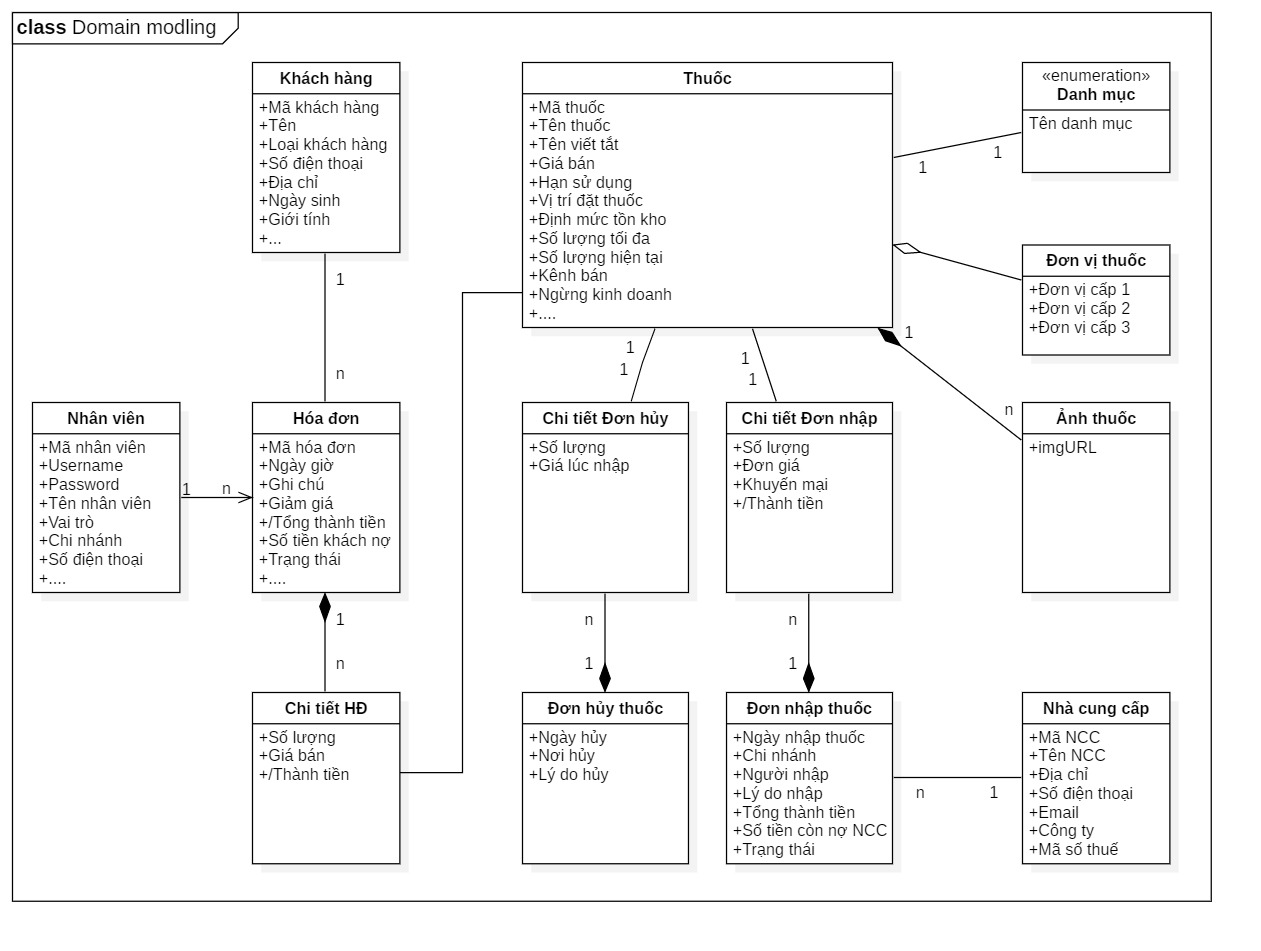 class Domain modling
Khách hàng
+Mã khách hàng
+Tên
+Loại khách hàng
+Số điện thoại
+Địa chỉ
+Ngày sinh
+Giới tính
+...
Thuốc
+Mã thuốc
+Tên thuốc
+Tên viết tắt
+Giá bán
+Hạn sử dụng
+Vị trí đặt thuốc
+Định mức tồn kho
+Số lượng tối đa
+Số lượng hiện tại
+Kênh bán
+Ngừng kinh doanh
+....
«enumeration»
Danh mục
Tên danh mục
1
1
Đơn vị thuốc
+Đơn vị cấp 1
+Đơn vị cấp 2
+Đơn vị cấp 3
1
n
1
1
1
1
1
n
Nhân viên
+Mã nhân viên
+Username
+Password
+Tên nhân viên
+Vai trò
+Chi nhánh
+Số điện thoại
+....
1
n
Hóa đơn
+Mã hóa đơn
+Ngày giờ
+Ghi chú
+Giảm giá
+/Tổng thành tiền
+Số tiền khách nợ
+Trạng thái
+....
Chi tiết Đơn hủy
+Số lượng
+Giá lúc nhập
Chi tiết Đơn nhập
+Số lượng
+Đơn giá
+Khuyến mại
+/Thành tiền
Ảnh thuốc
+imgURL
1
n
n
1
n
1
Chi tiết HĐ
+Số lượng
+Giá bán
+/Thành tiền
Đơn hủy thuốc
+Ngày hủy
+Nơi hủy
+Lý do hủy
Đơn nhập thuốc
+Ngày nhập thuốc
+Chi nhánh
+Người nhập
+Lý do nhập
+Tổng thành tiền
+Số tiền còn nợ NCC
+Trạng thái
n
1
Nhà cung cấp
+Mã NCC
+Tên NCC
+Địa chỉ
+Số điện thoại
+Email
+Công ty
+Mã số thuế